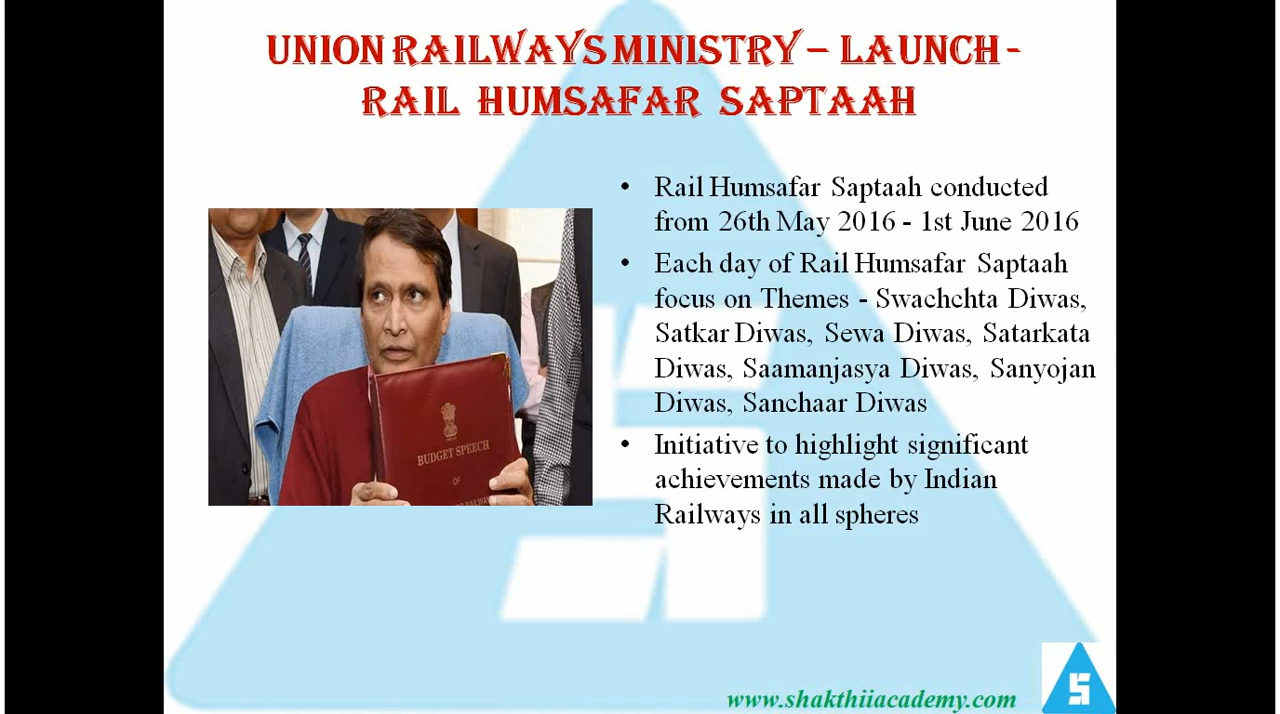 UNION RAILWAYS MINISTRY – LAUNCH -
RAIL HUMSAFAR SAPTAAH
• Rail Humsafar Saptaah conducted
from 26th May 2016 - 1st June 2016
• Each day of Rail Humsafar Saptaah
focus on Themes - Swachchta Diwas,
Satkar Diwas, Sewa Diwas, Satarkata
Diwas, Saamanjasya Diwas, Sanyojan
Diwas, Sanchaar Diwas
• Initiative to highlight significant
achievements made by Indian
Railways in all spheres
BUDGET SPEECH
OF
www.shakthiiacademy.com